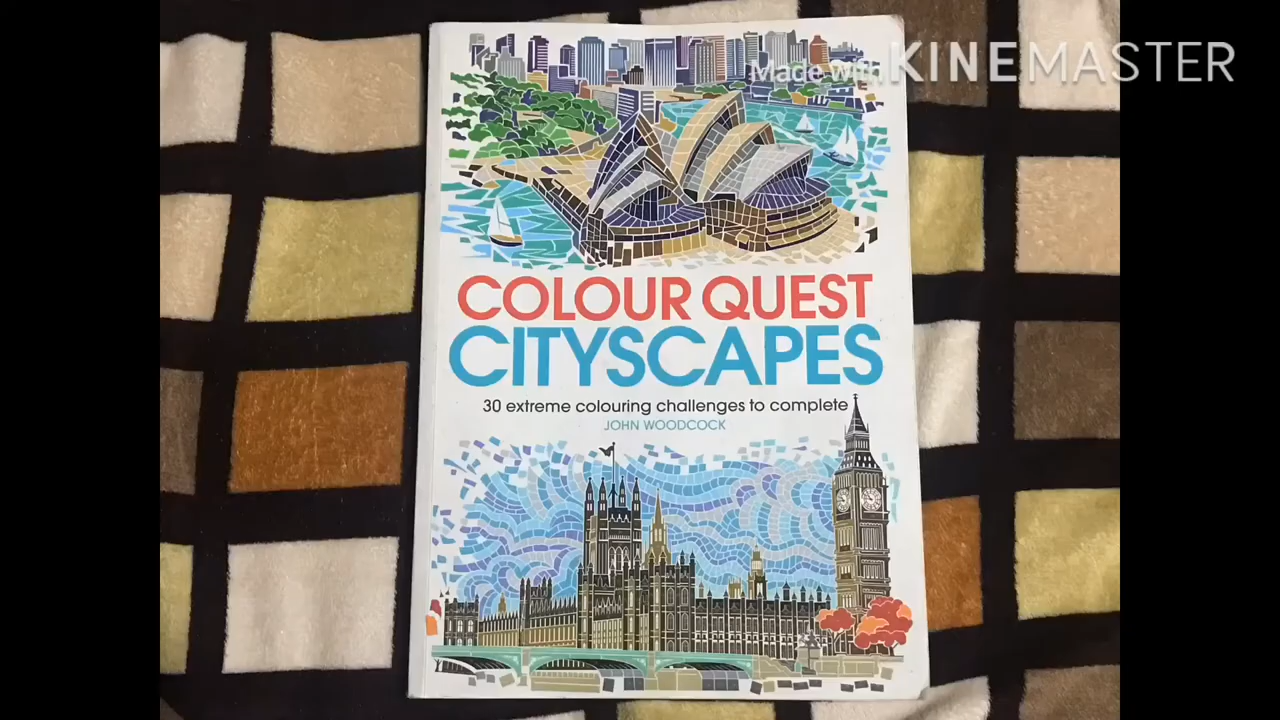 Made with KINEMASTER
COLOUR QUEST
CITYSCAPES
30 extreme colouring challenges to complete
JOHN WOODCOCK